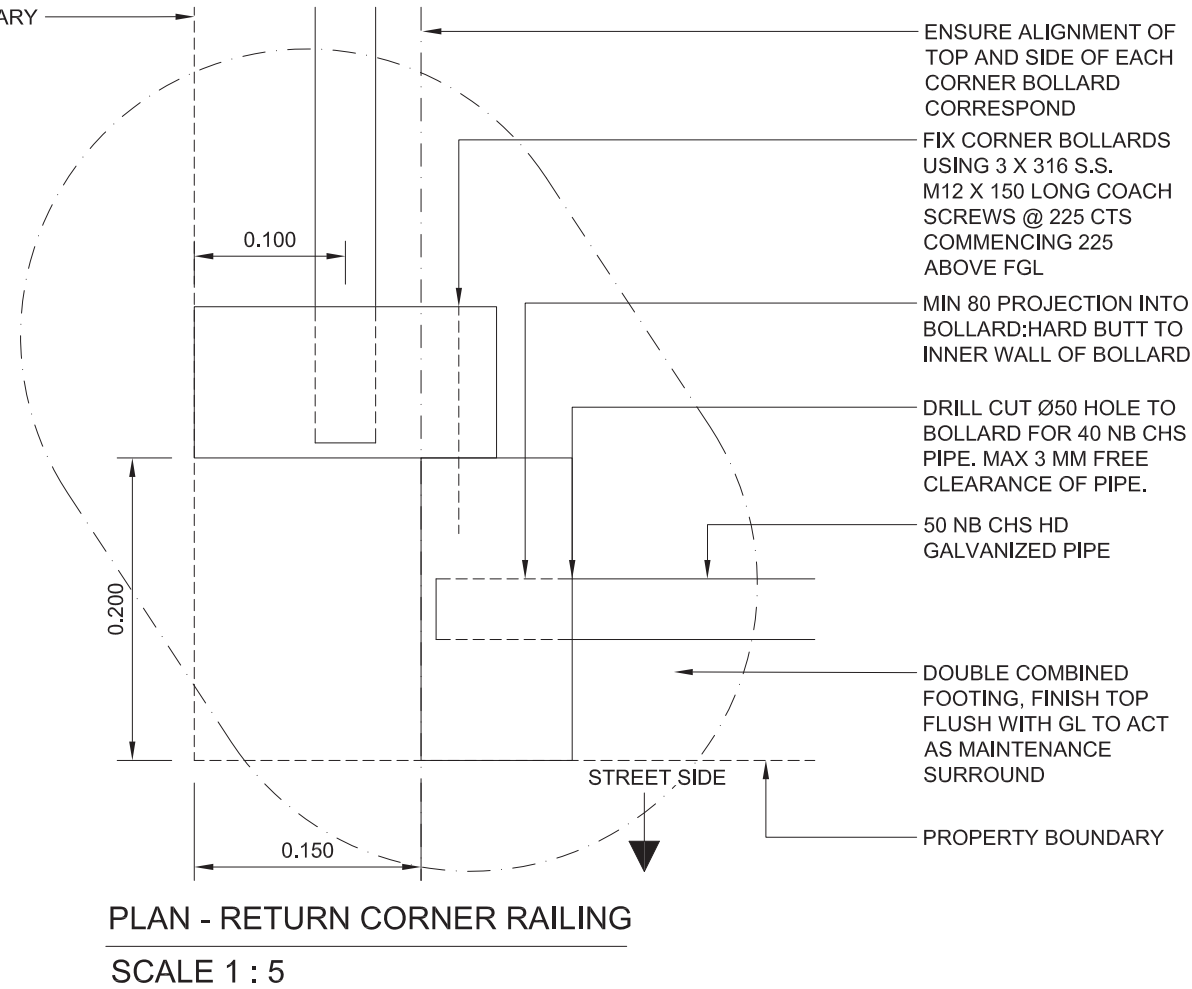 ARY
ENSURE ALIGNMENT OF
TOP AND SIDE OF EACH
CORNER BOLLARD
CORRESPOND
FIX CORNER BOLLARDS
USING 3 X 316 S.S.
M12 X 150 LONG COACH
SCREWS @ 225 CTS
COMMENCING 225
ABOVE FGL
0.100
MIN 80 PROJECTION INTO
BOLLARD:HARD BUTT TO
INNER WALL OF BOLLARD
DRILL CUT Ø50 HOLE TO
BOLLARD FOR 40 NB CHS
PIPE. MAX 3 MM FREE
CLEARANCE OF PIPE.
50 NB CHS HD
GALVANIZED PIPE
0.200
DOUBLE COMBINED
FOOTING, FINISH TOP
FLUSH WITH GL TO ACT
AS MAINTENANCE
SURROUND
STREET SIDE
PROPERTY BOUNDARY
0.150
PLAN - RETURN CORNER RAILING
SCALE 1 : 5